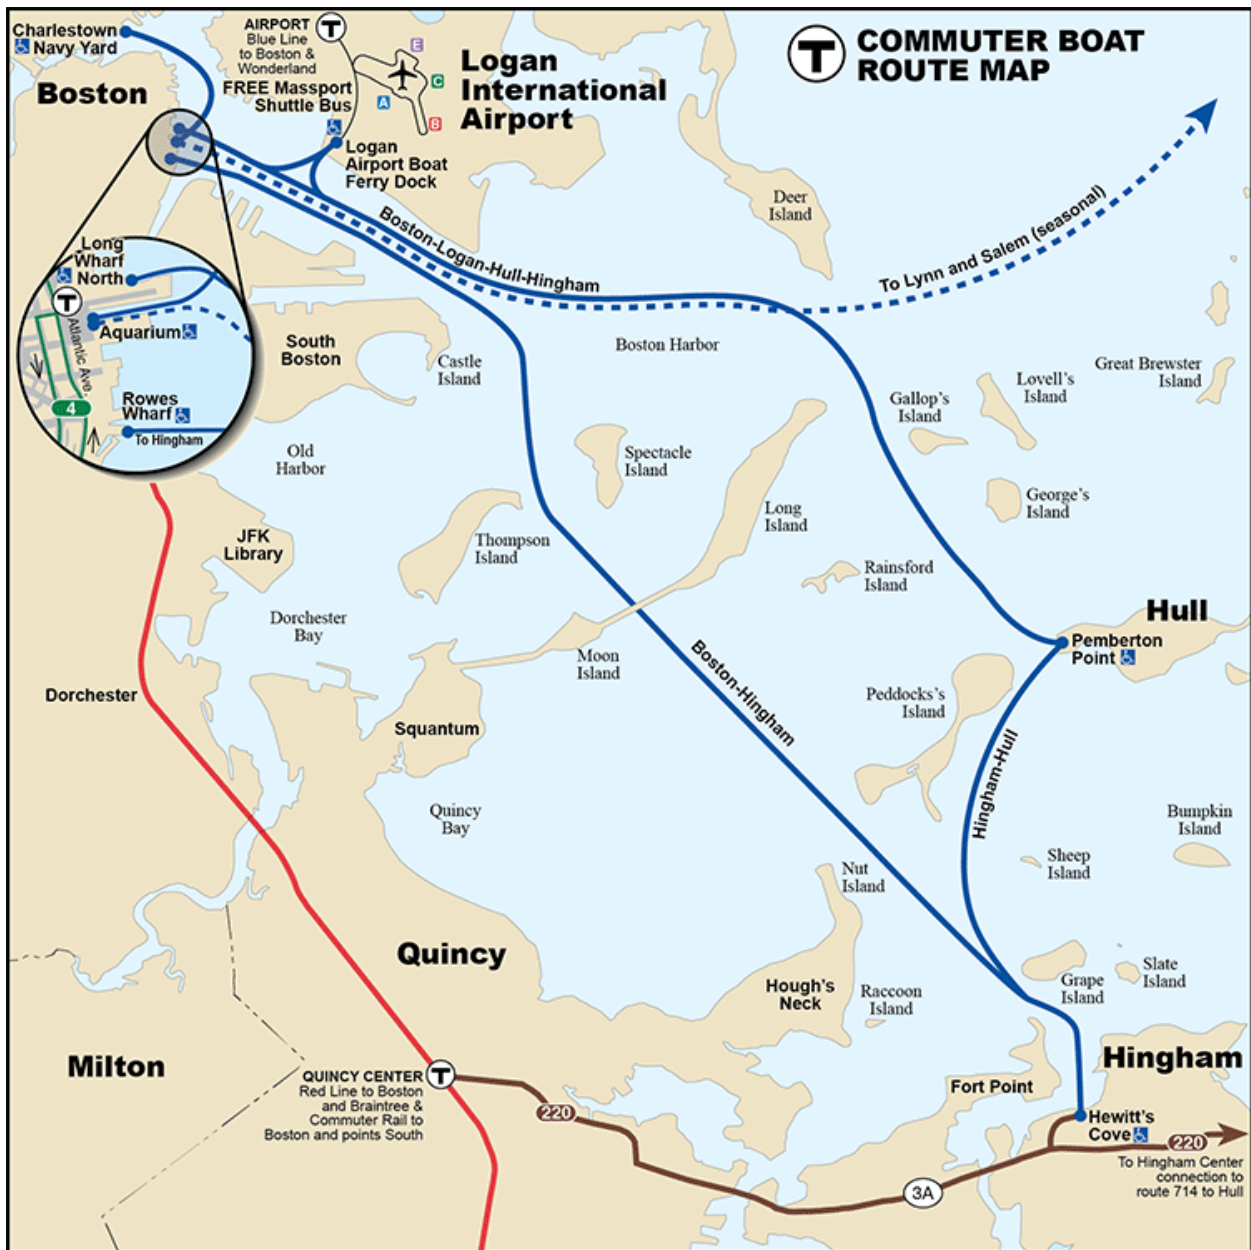 Charlestown
Navy Yard
Boston
AIRPORT
Blue Line
to Boston &
Wonderland
FREE Massport
Shuttle Bus
T
E
C
A
B
Logan
International
Airport
Logan
Airport Boat
Ferry Dock
T
COMMUTER BOAT
ROUTE MAP
Deer
Island
To Lynn and Salem (seasonal)
Boston-Logan-Hull-Hingham
Long
Wharf
North
T
Aquarium
Atlantic Ave.
4
Rowes
Wharf
To Hingham
South
Boston
Castle
Island
Boston Harbor
Great Brewster
Island
Lovell's
Island
Gallop's
Island
Old
Harbor
Spectacle
Island
Long
Island
George's
Island
JFK
Library
Thompson
Island
Rainsford
Island
Dorchester
Bay
Hull
Pemberton
Point
Moon
Island
Boston-Hingham
Dorchester
Squantum
Peddocks's
Island
Hingham-Hull
Quincy
Bay
Bumpkin
Island
Sheep
Island
Nut
Island
Quincy
Hough's
Neck
Raccoon
Island
Grape
Island
Slate
Island
Milton
QUINCY CENTER
Red Line to Boston
and Braintree &
Commuter Rail to
Boston and points South
T
220
Fort Point
Hingham
Hewitt's
Cove
220
To Hingham Center
connection to
route 714 to Hull
3A